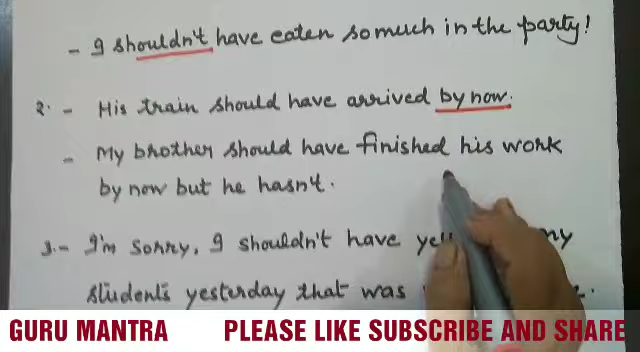 - I shouldn't have eaten so much in the party!
2. - His train should have arrived by now.
- My brother should have finished his work
by now but he hasn't.
3. - I'm sorry, I shouldn't have my
students yesterday that was
GURU MANTRA PLEASE LIKE SUBSCRIBE AND SHARE